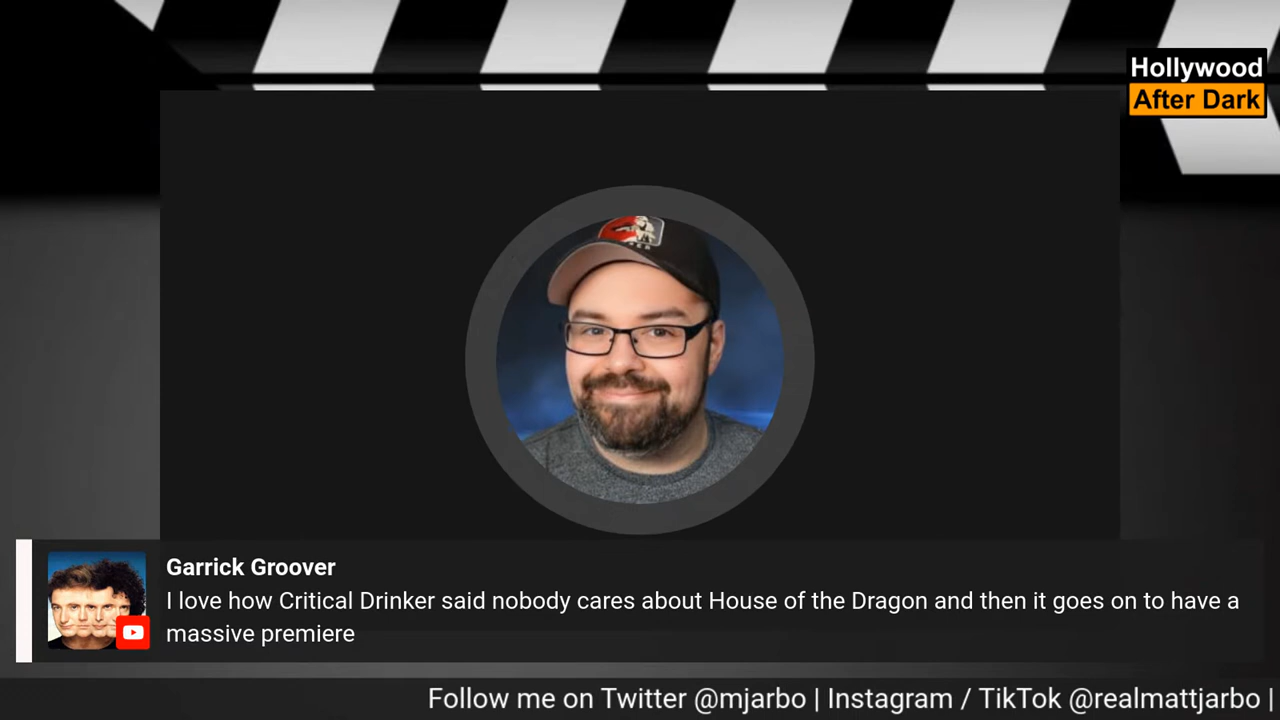 Hollywood
After Dark
Garrick Groover
I love how Critical Drinker said nobody cares about House of the Dragon and then it goes on to have a
massive premiere
Follow me on Twitter @mjarbo | Instagram / TikTok @realmattjarbo |